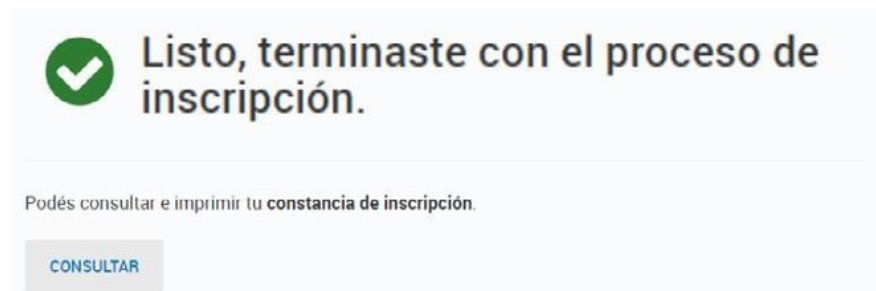 Listo, terminaste con el proceso de
inscripción.
Podés consultar e imprimir tu constancia de inscripción.
CONSULTAR